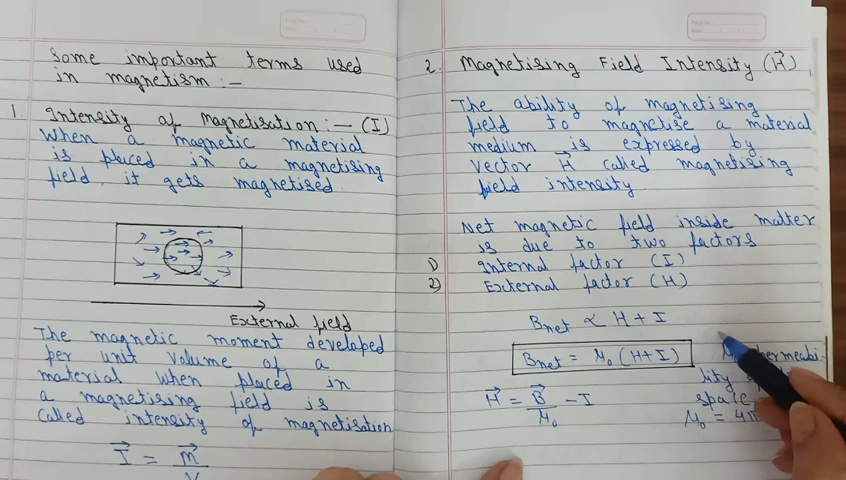 Some important terms used
in magnetism :-
1. Intensity of Magnetisation :- (I)
When a magnetic material
is placed in a magnetising
field, it gets magnetised.
External field
The magnetic moment developed
per unit volume of a
material when placed in
a magnetising field is
called intensity of magnetisation
I⃗ = m⃗ / V
2. Magnetising Field Intensity (H⃗)
The ability of magnetising
field to magnetise a material
medium is expressed by
vector H⃗ called magnetising
field intensity.
Net magnetic field inside matter
is due to two factors
1) Internal factor (I)
2) External factor (H)
Bnet ∝ H + I
Bnet = μ₀ (H+I)
H⃗ = B⃗ / μ₀ - I
lity
space
μ₀ = 4π